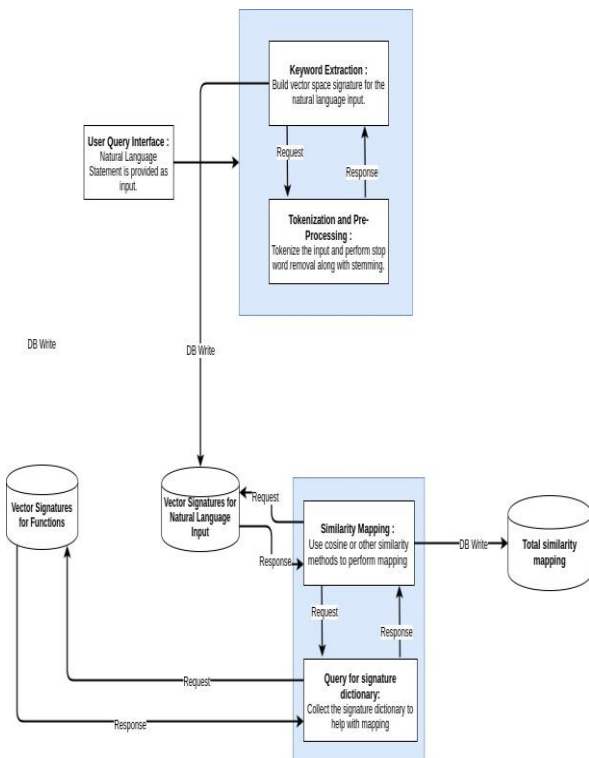 Keyword Extraction :
Build vector space signature for the
natural language input.
User Query Interface :
Natural Language
Statement is provided as
input.
Request
Response
Tokenization and Pre-
Processing :
Tokenize the input and perform stop
word removal along with stemming.
DB Write
DB Write
Vector Signatures
for Functions
Vector Signatures for
Natural Language
Input
Request
Response
Similarity Mapping :
Use cosine or other similarity
methods to perform mapping
DB Write
Total similarity
mapping
Request
Response
Query for signature
dictionary:
Collect the signature dictionary to
help with mapping
Request
Response